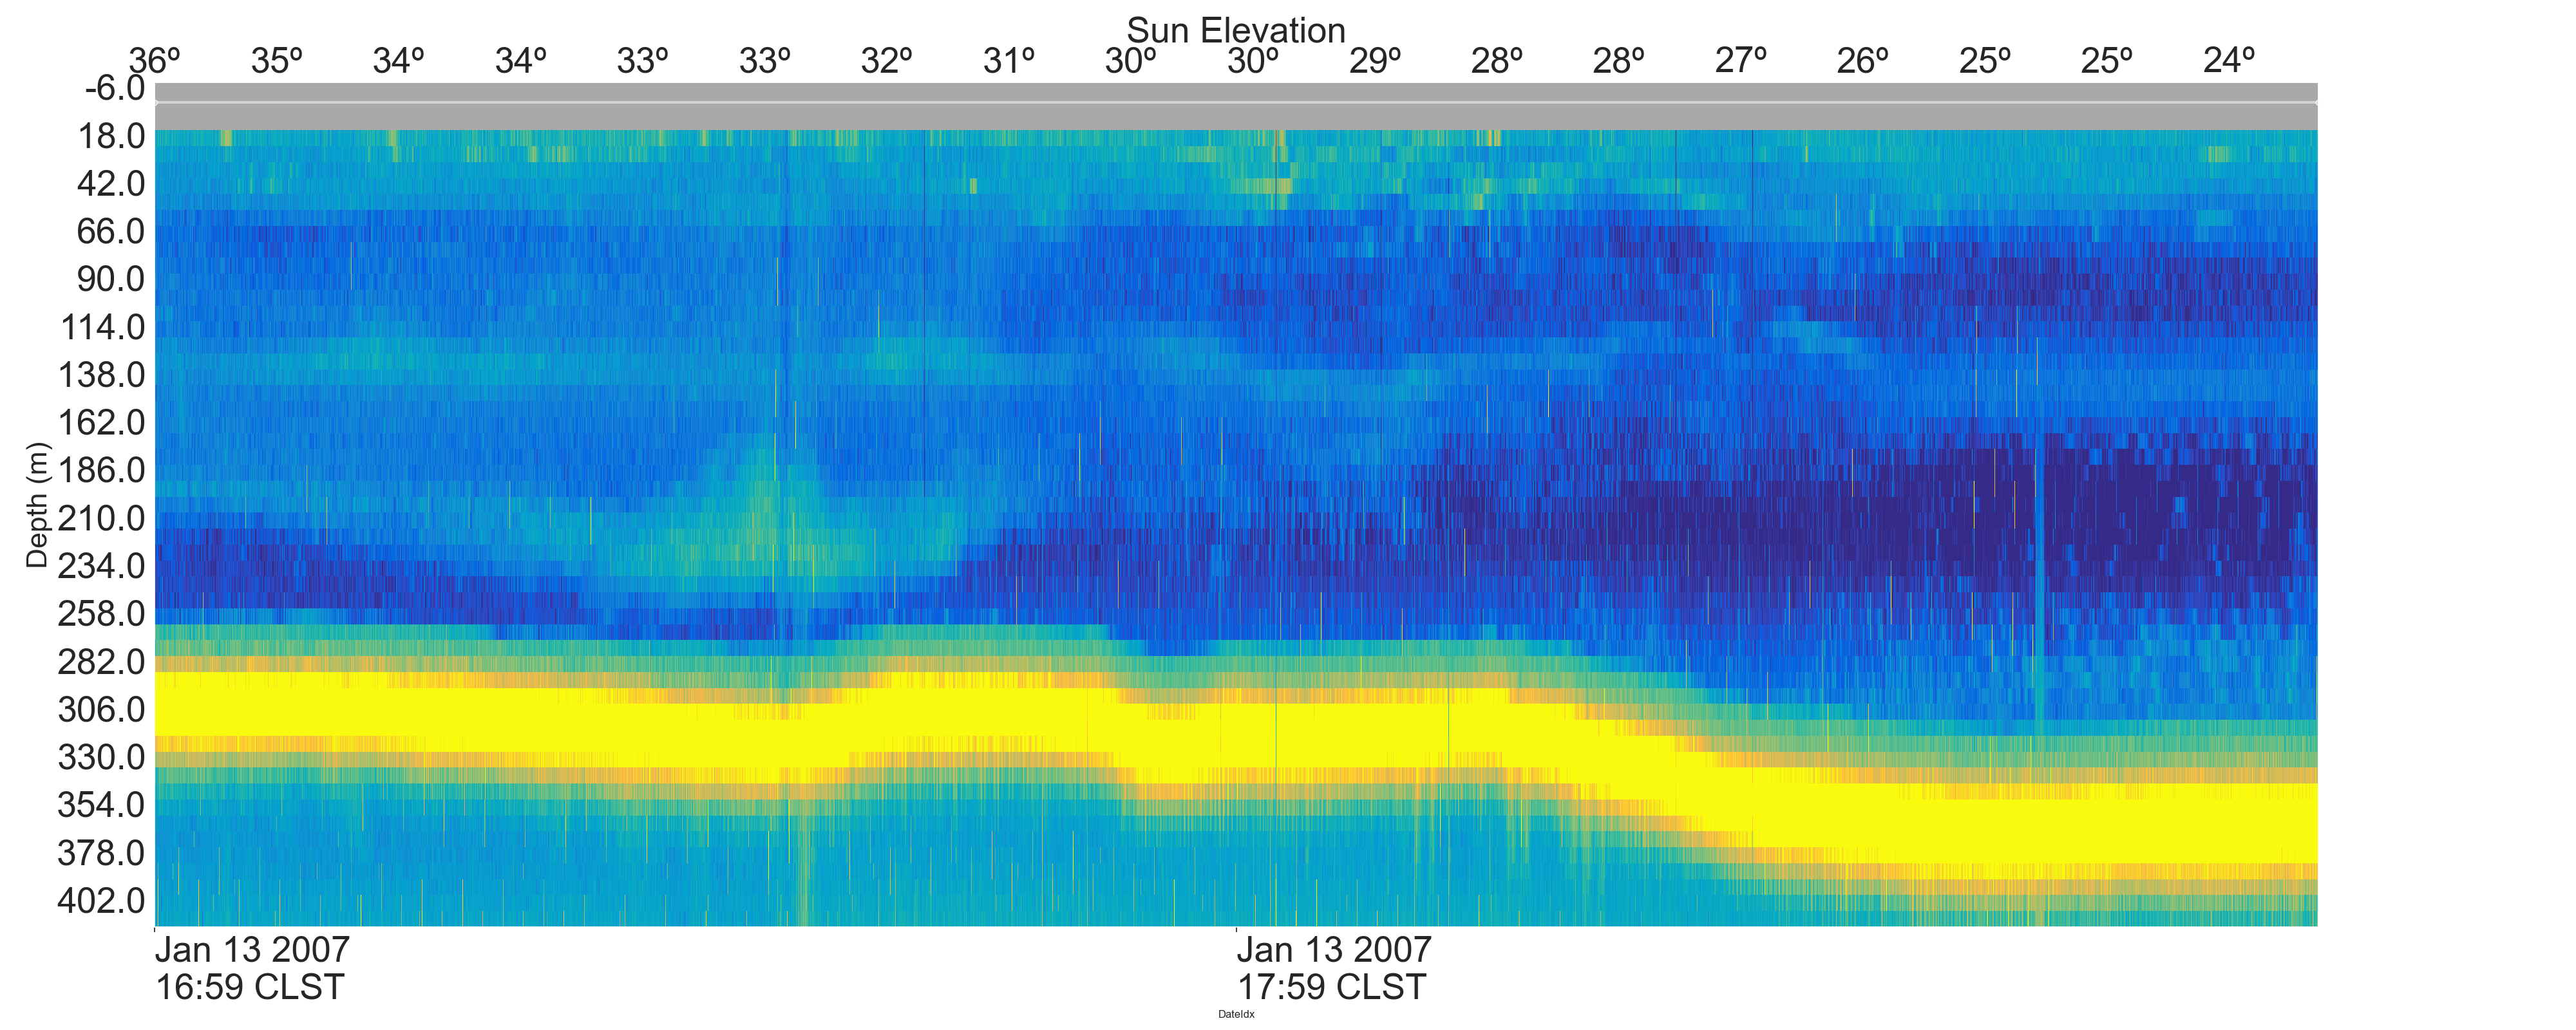 Sun Elevation
36º 35º 34º 34º 33º 33º 32º 31º 30º 30º 29º 28º 28º 27º 26º 25º 25º 24º
-6.0
18.0
42.0
66.0
90.0
114.0
138.0
162.0
186.0
210.0
234.0
258.0
282.0
306.0
330.0
354.0
378.0
402.0
Depth (m)
Jan 13 2007
16:59 CLST
Jan 13 2007
17:59 CLST
DateIdx